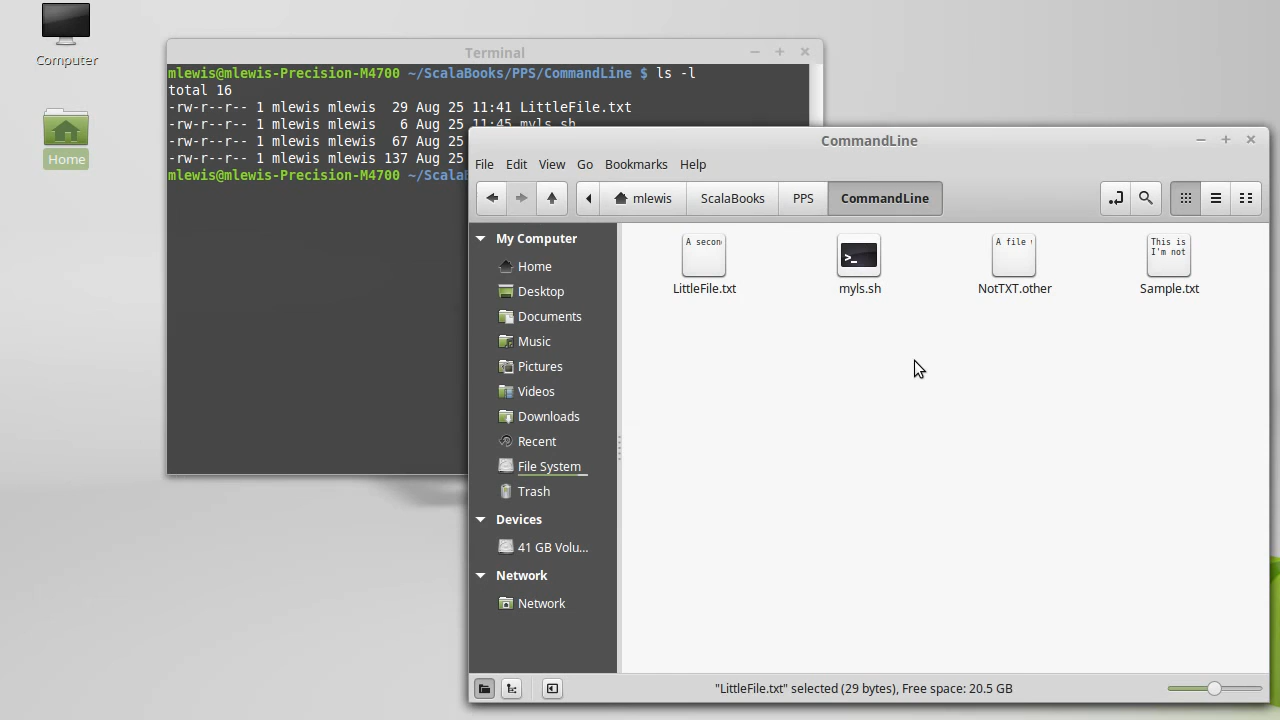 Computer
Home
Terminal
mlewis@mlewis-Precision-M4700 ~/ScalaBooks/PPS/CommandLine $ ls -l
total 16
-rw-r--r-- 1 mlewis mlewis  29 Aug 25 11:41 LittleFile.txt
-rw-r--r-- 1 mlewis mlewis   6 Aug 25 11:45 myls.sh
-rw-r--r-- 1 mlewis mlewis  67 Aug 25
-rw-r--r-- 1 mlewis mlewis 137 Aug 25
mlewis@mlewis-Precision-M4700 ~/Scala
CommandLine
File Edit View Go Bookmarks Help
mlewis ScalaBooks PPS CommandLine
My Computer
Home
Desktop
Documents
Music
Pictures
Videos
Downloads
Recent
File System
Trash
Devices
41 GB Volu...
Network
Network
A secon
LittleFile.txt
>_
myls.sh
A file
NotTXT.other
This is
I'm not
Sample.txt
"LittleFile.txt" selected (29 bytes), Free space: 20.5 GB